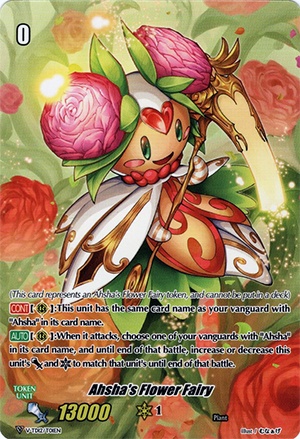 0
(This card represents an Ahsha's Flower Fairy token, and cannot be put in a deck)
CONT[ ]:This unit has the same card name as your vanguard with
"Ahsha" in its card name.
AUTO[ ]:When it attacks, choose one of your vanguards with "Ahsha"
in its card name, and until end of that battle, increase or decrease this
unit's and to match that unit's until end of that battle.
TOKEN
UNIT
Ahsha's Flower Fairy
V-TD12/T01EN
13000
1
Plant
Illust. /